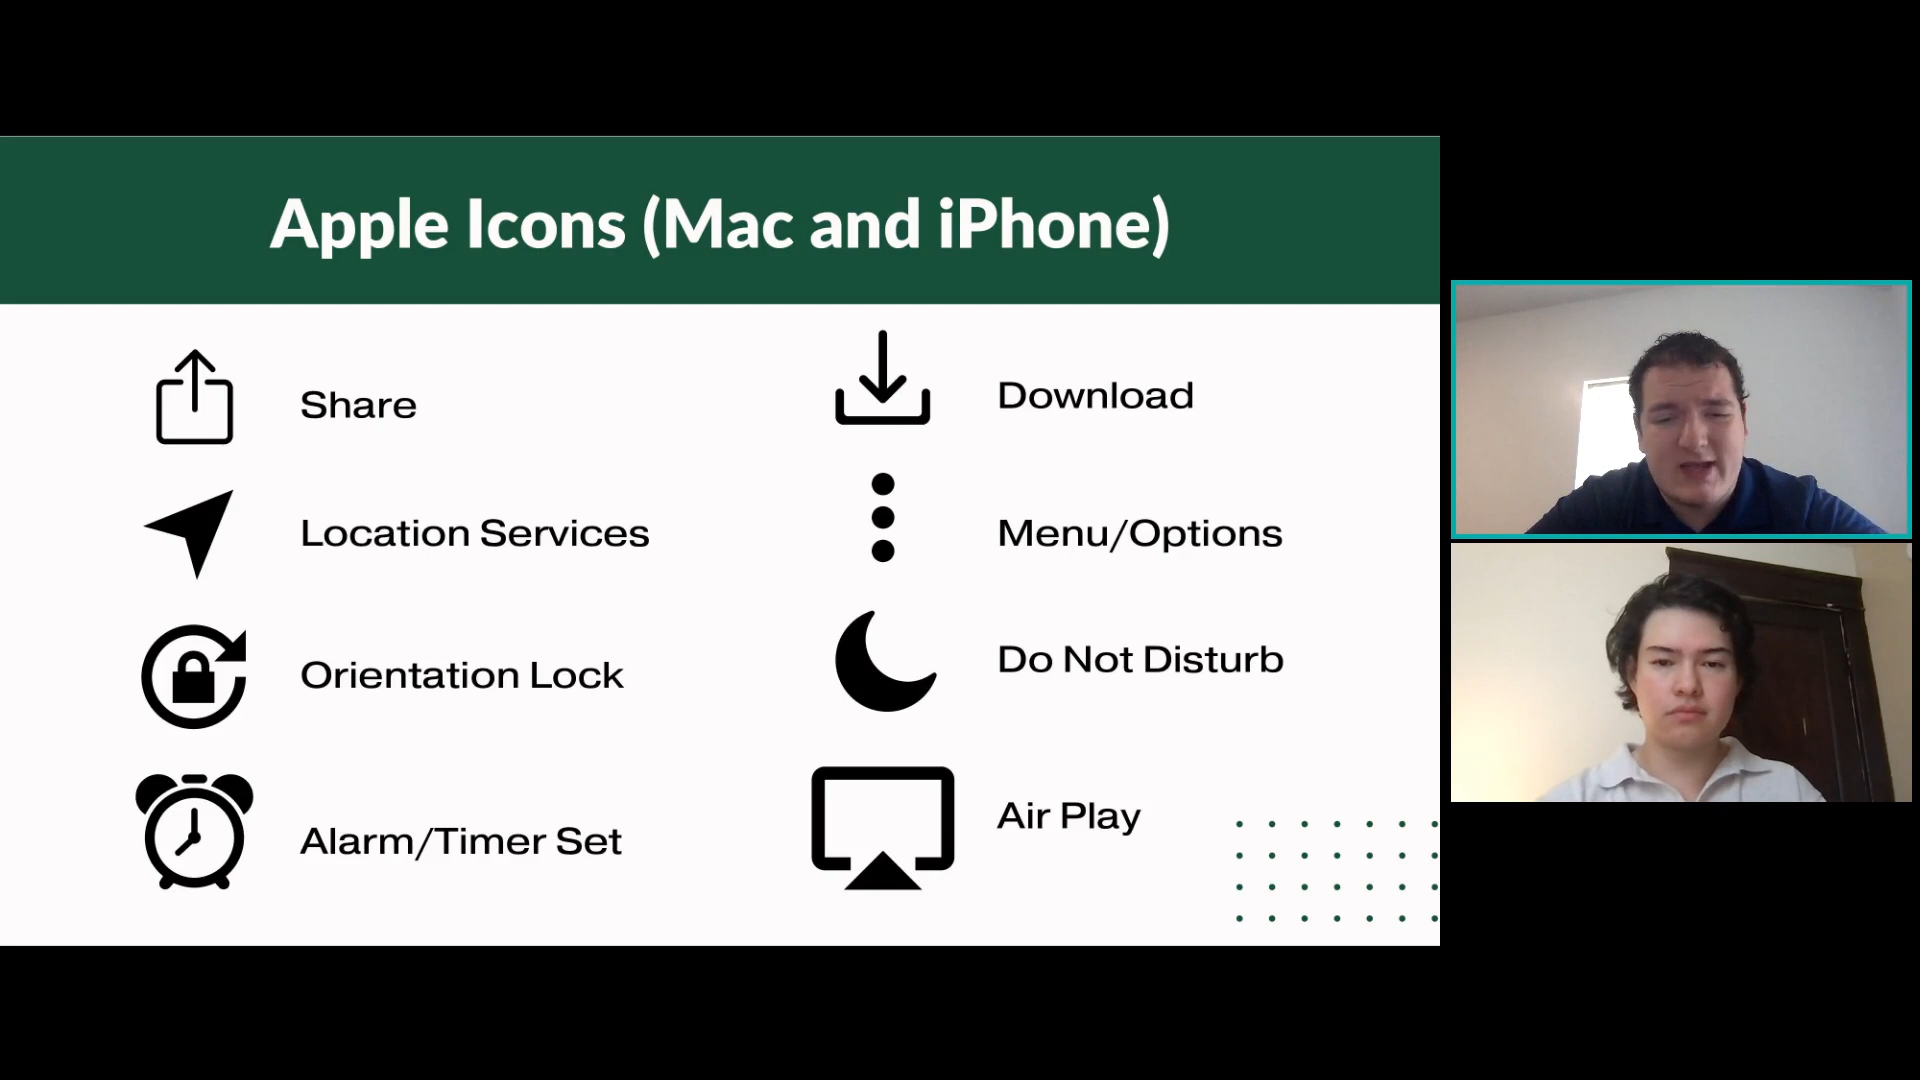 Apple Icons (Mac and iPhone)
Share
Download
Location Services
Menu/Options
Orientation Lock
Do Not Disturb
Alarm/Timer Set
Air Play